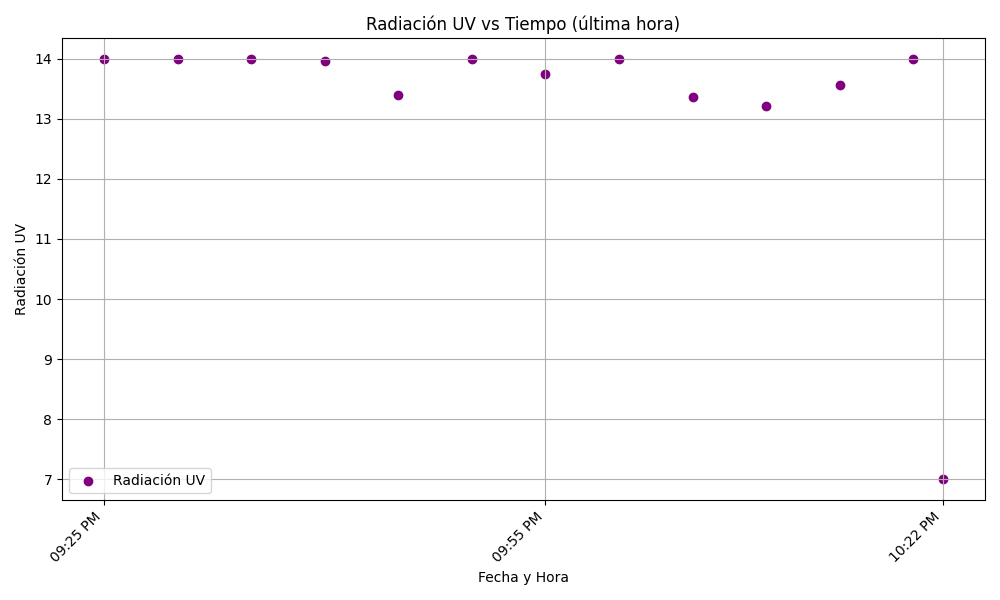 Radiación UV vs Tiempo (última hora)
14
13
12
11
10
9
8
7
Radiación UV
Radiación UV
09:25 PM
09:55 PM
10:22 PM
Fecha y Hora